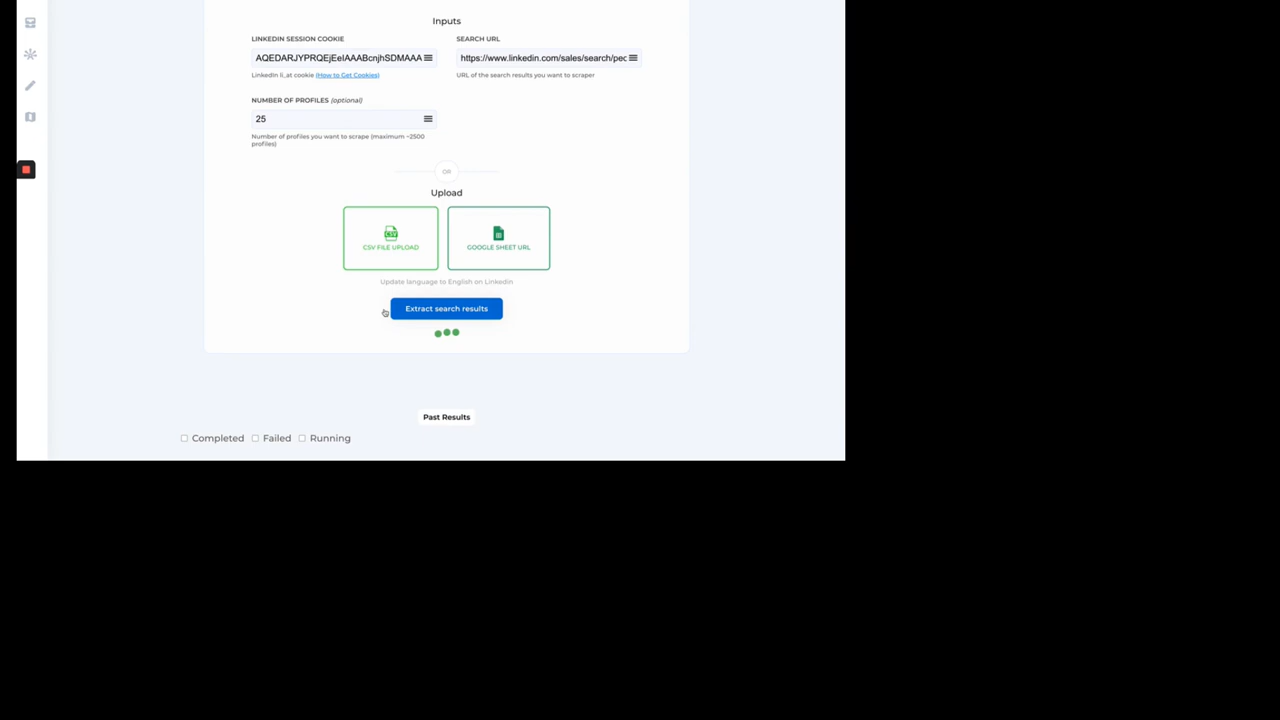 Inputs
LINKEDIN SESSION COOKIE
SEARCH URL
AQEDARJYPRQEjEeIAAABcnjhSDMAAA
https://www.linkedin.com/sales/search/pec
LinkedIn li_at cookie (How to Get Cookies)
URL of the search results you want to scraper
NUMBER OF PROFILES (optional)
25
Number of profiles you want to scrape (maximum ~2500
profiles)
OR
Upload
CSV
CSV FILE UPLOAD
GOOGLE SHEET URL
Update language to English on Linkedin
Extract search results
Past Results
Completed
Failed
Running